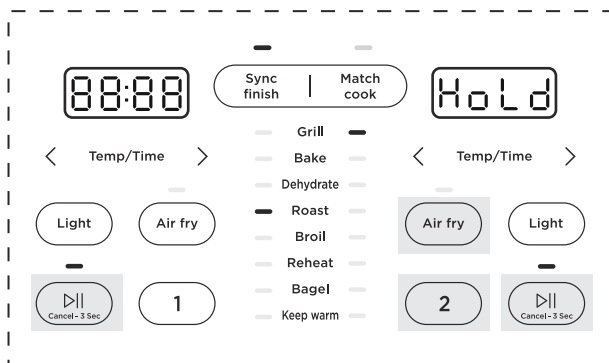 Sync finish
Match cook
88:88
HoLd
Temp/Time
Temp/Time
Grill
Bake
Dehydrate
Roast
Broil
Reheat
Bagel
Keep warm
Light
Air fry
Air fry
Light
Cancel - 3 Sec
1
2
Cancel - 3 Sec